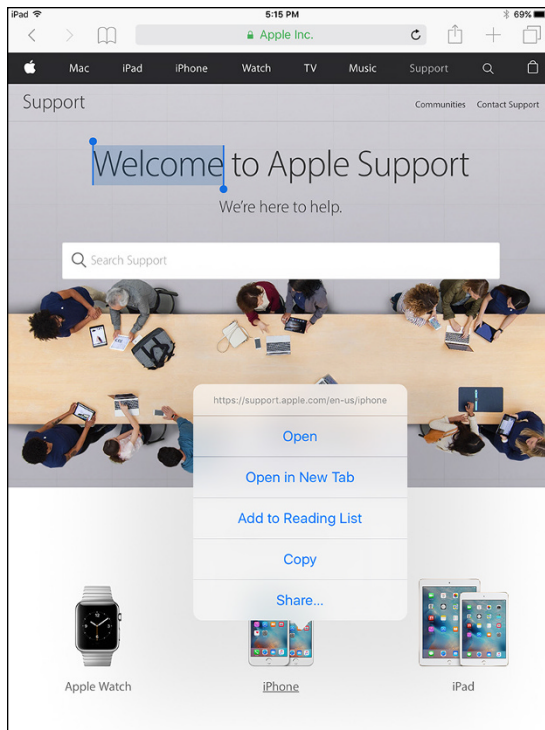 iPad 5:15 PM 69%
Apple Inc.
Mac iPad iPhone Watch TV Music Support
Support Communities Contact Support
Welcome to Apple Support
We're here to help.
Search Support
https://support.apple.com/en-us/iphone
Open
Open in New Tab
Add to Reading List
Copy
Share...
Apple Watch iPhone iPad